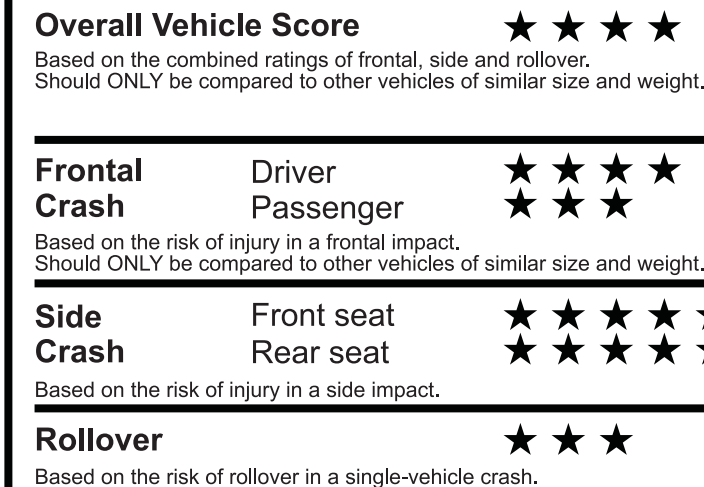 Overall Vehicle Score ★ ★ ★ ★
Based on the combined ratings of frontal, side and rollover.
Should ONLY be compared to other vehicles of similar size and weight.
Frontal Driver ★ ★ ★ ★
Crash Passenger ★ ★ ★
Based on the risk of injury in a frontal impact.
Should ONLY be compared to other vehicles of similar size and weight.
Side Front seat ★ ★ ★ ★ ★
Crash Rear seat ★ ★ ★ ★ ★
Based on the risk of injury in a side impact.
Rollover ★ ★ ★
Based on the risk of rollover in a single-vehicle crash.